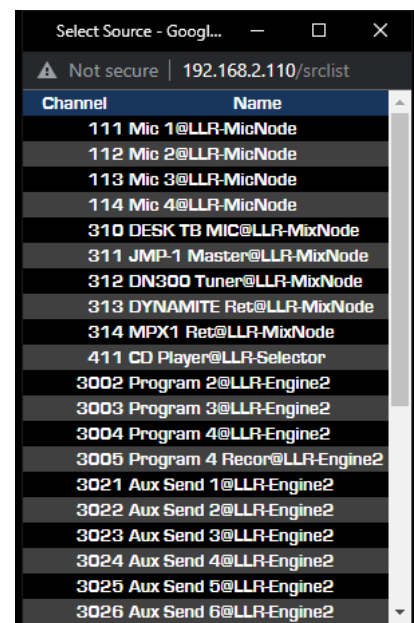 Select Source - Googl...
Not secure | 192.168.2.110/srclist
Channel Name
111 Mic 1@LLR-MicNode
112 Mic 2@LLR-MicNode
113 Mic 3@LLR-MicNode
114 Mic 4@LLR-MicNode
310 DESK TB MIC@LLR-MixNode
311 JMP-1 Master@LLR-MixNode
312 DN300 Tuner@LLR-MixNode
313 DYNAMITE Ret@LLR-MixNode
314 MPX1 Ret@LLR-MixNode
411 CD Player@LLR-Selector
3002 Program 2@LLR-Engine2
3003 Program 3@LLR-Engine2
3004 Program 4@LLR-Engine2
3005 Program 4 Recor@LLR-Engine2
3021 Aux Send 1@LLR-Engine2
3022 Aux Send 2@LLR-Engine2
3023 Aux Send 3@LLR-Engine2
3024 Aux Send 4@LLR-Engine2
3025 Aux Send 5@LLR-Engine2
3026 Aux Send 6@LLR-Engine2